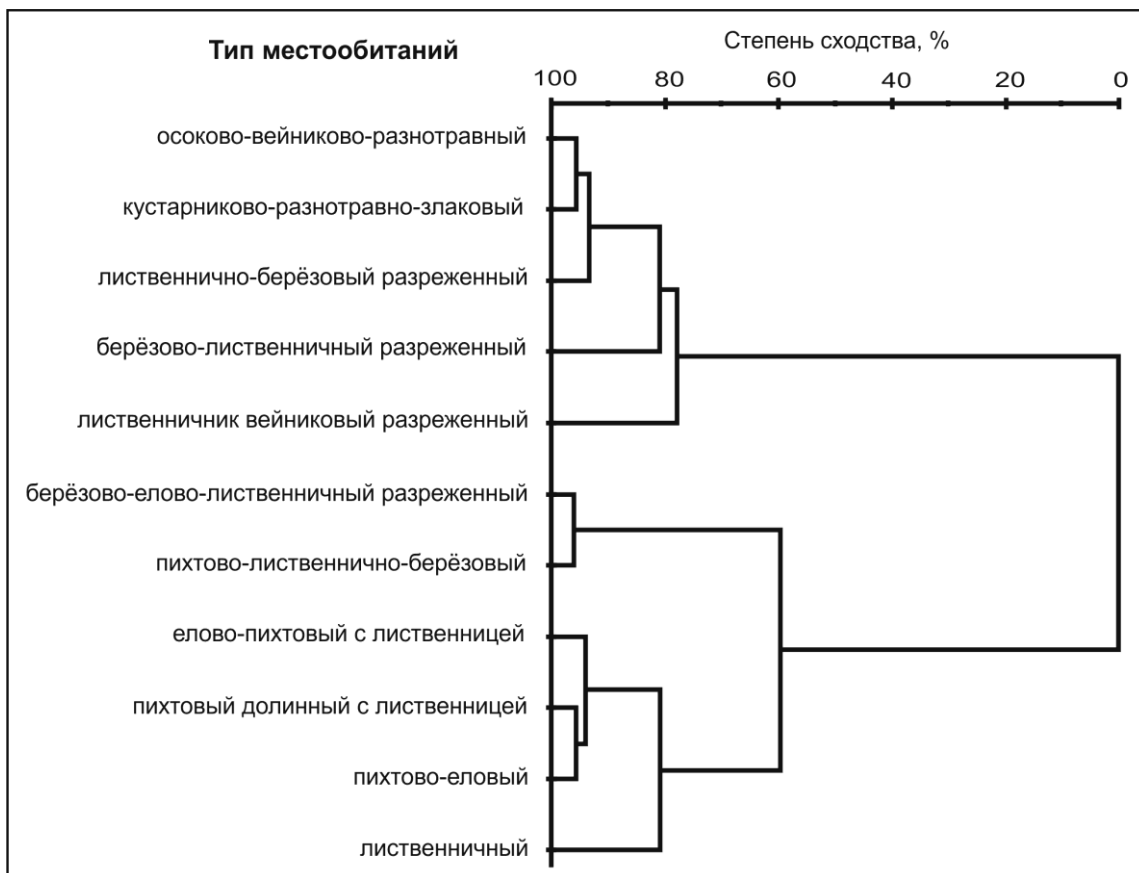 Тип местообитаний
Степень сходства, %
100 80 60 40 20 0
осоково-вейниково-разнотравный
кустарниково-разнотравно-злаковый
лиственнично-берёзовый разреженный
берёзово-лиственничный разреженный
лиственничник вейниковый разреженный
берёзово-елово-лиственничный разреженный
пихтово-лиственнично-берёзовый
елово-пихтовый с лиственницей
пихтовый долинный с лиственницей
пихтово-еловый
лиственничный